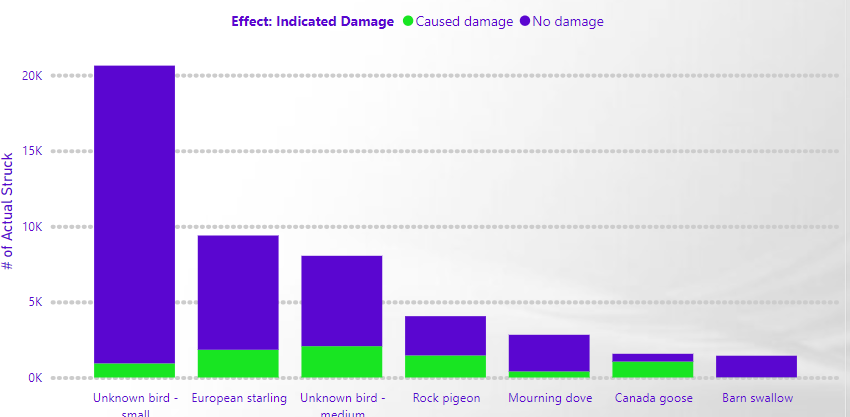 Effect: Indicated Damage Caused damage No damage
# of Actual Struck
20K
15K
10K
5K
0K
Unknown bird - small
European starling
Unknown bird - medium
Rock pigeon
Mourning dove
Canada goose
Barn swallow